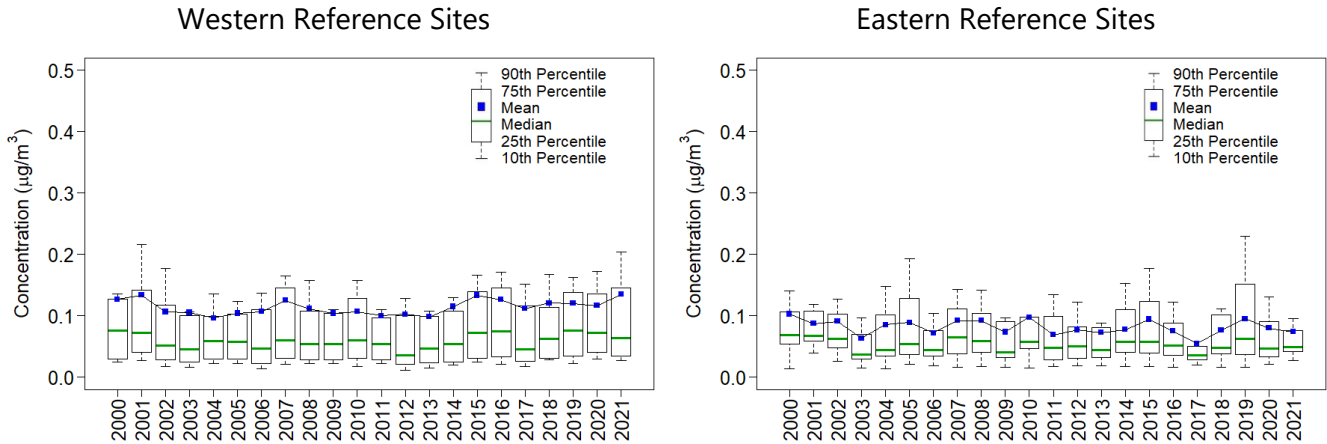 Western Reference Sites
Concentration (μg/m³)
0.5
0.4
0.3
0.2
0.1
0.0
90th Percentile
75th Percentile
Mean
Median
25th Percentile
10th Percentile
2000 2001 2002 2003 2004 2005 2006 2007 2008 2009 2010 2011 2012 2013 2014 2015 2016 2017 2018 2019 2020 2021
Eastern Reference Sites
Concentration (μg/m³)
0.5
0.4
0.3
0.2
0.1
0.0
90th Percentile
75th Percentile
Mean
Median
25th Percentile
10th Percentile
2000 2001 2002 2003 2004 2005 2006 2007 2008 2009 2010 2011 2012 2013 2014 2015 2016 2017 2018 2019 2020 2021